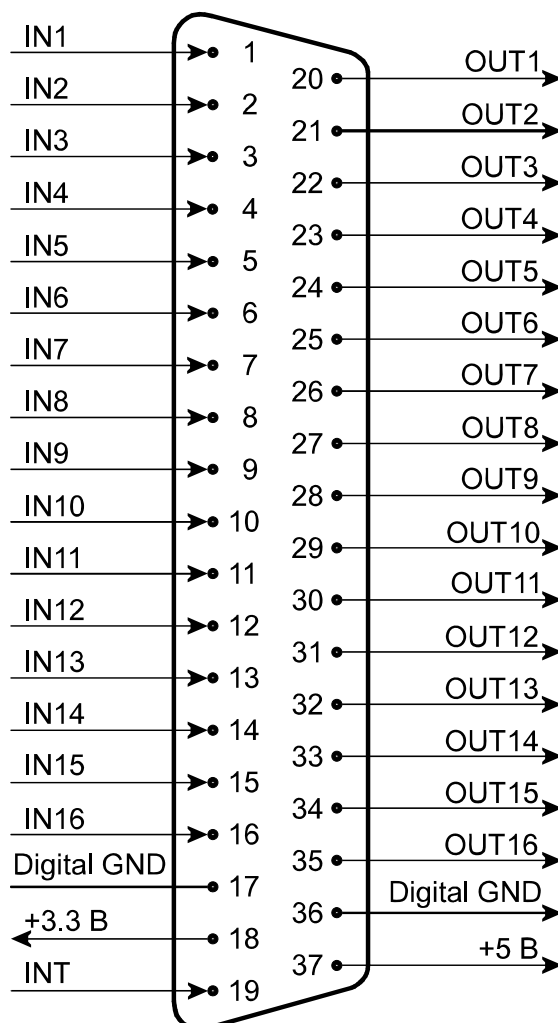 IN1 1
20 OUT1
IN2 2
21 OUT2
IN3 3
22 OUT3
IN4 4
23 OUT4
IN5 5
24 OUT5
IN6 6
25 OUT6
IN7 7
26 OUT7
IN8 8
27 OUT8
IN9 9
28 OUT9
IN10 10
29 OUT10
IN11 11
30 OUT11
IN12 12
31 OUT12
IN13 13
32 OUT13
IN14 14
33 OUT14
IN15 15
34 OUT15
IN16 16
35 OUT16
Digital GND 17
36 Digital GND
+3.3 В 18
37 +5 В
INT 19